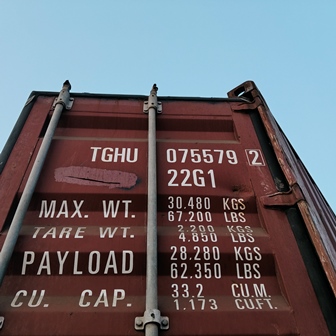 TGHU 075579 2
22G1
MAX. WT. 30.480 KGS
67.200 LBS
TARE WT. 2.200 KGS
4.850 LBS
PAYLOAD 28.280 KGS
62.350 LBS
CU. CAP. 33.2 CU.M.
1.173 CU.FT.